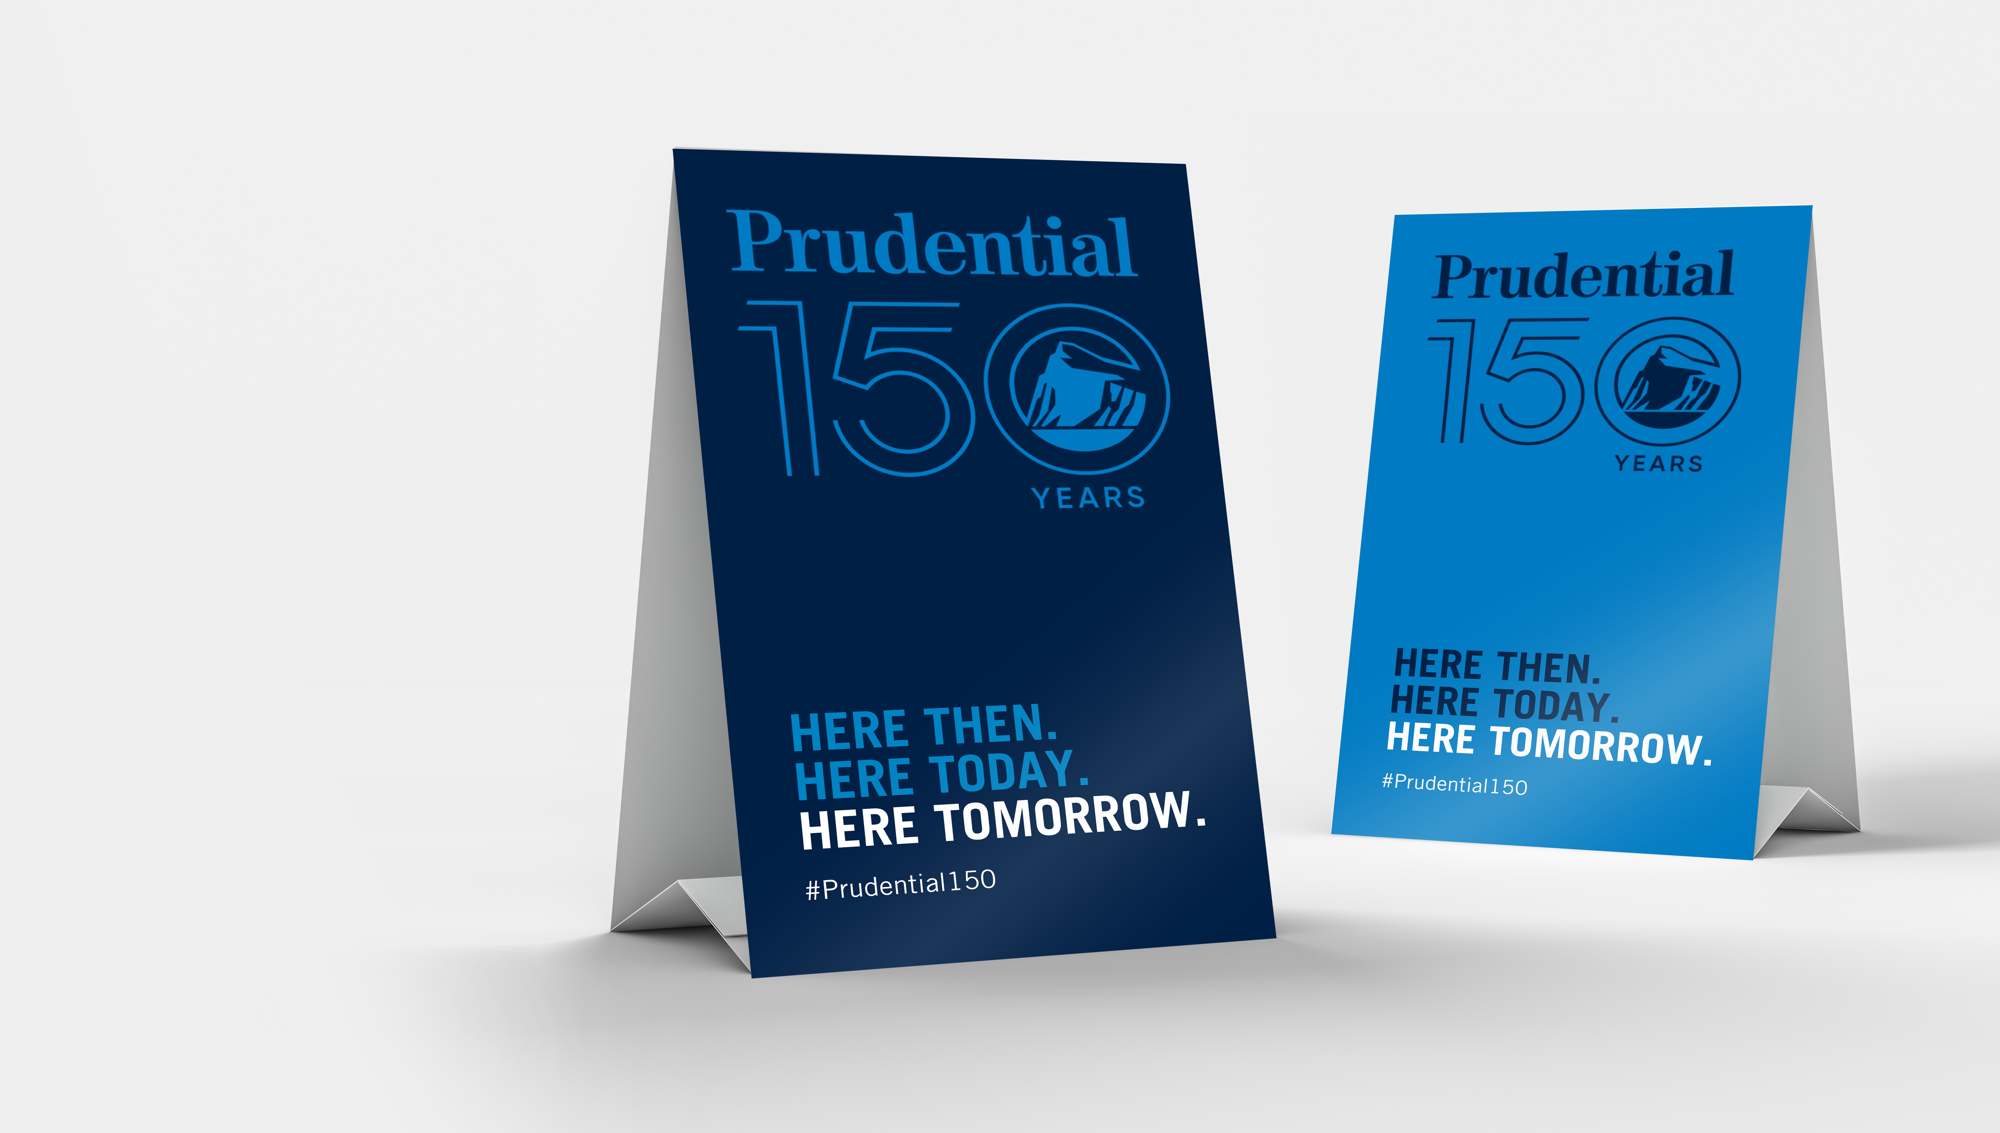 Prudential
150
YEARS
HERE THEN.
HERE TODAY.
HERE TOMORROW.
#Prudential150
Prudential
150
YEARS
HERE THEN.
HERE TODAY.
HERE TOMORROW.
#Prudential150